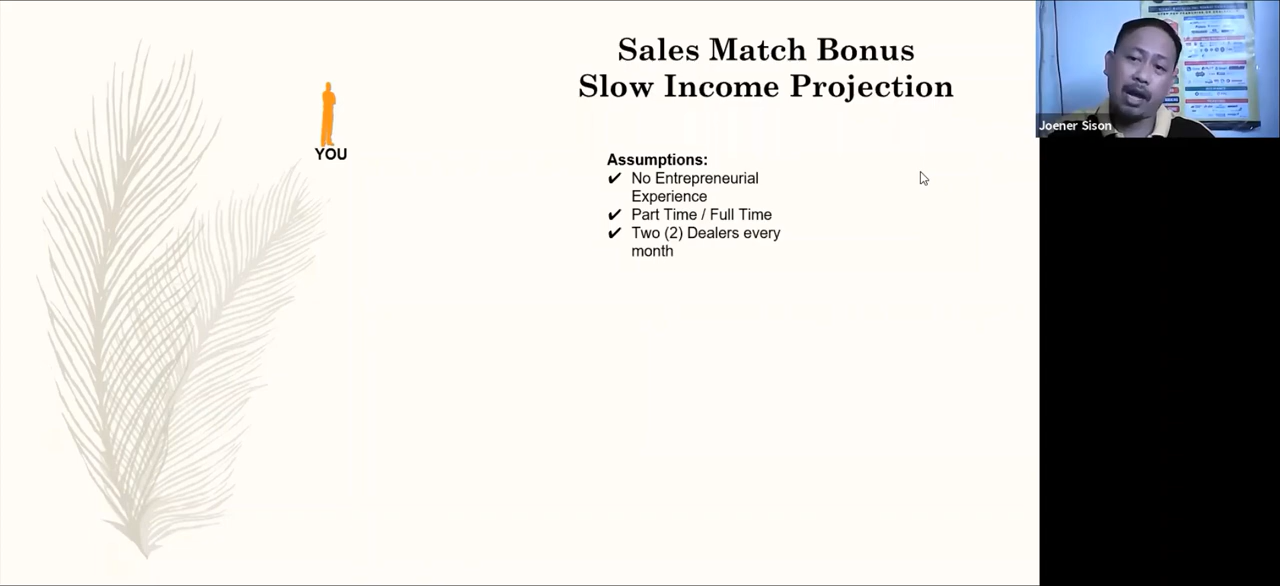 Sales Match Bonus
Slow Income Projection
YOU
Assumptions:
✔ No Entrepreneurial
Experience
✔ Part Time / Full Time
✔ Two (2) Dealers every
month
Joener Sison